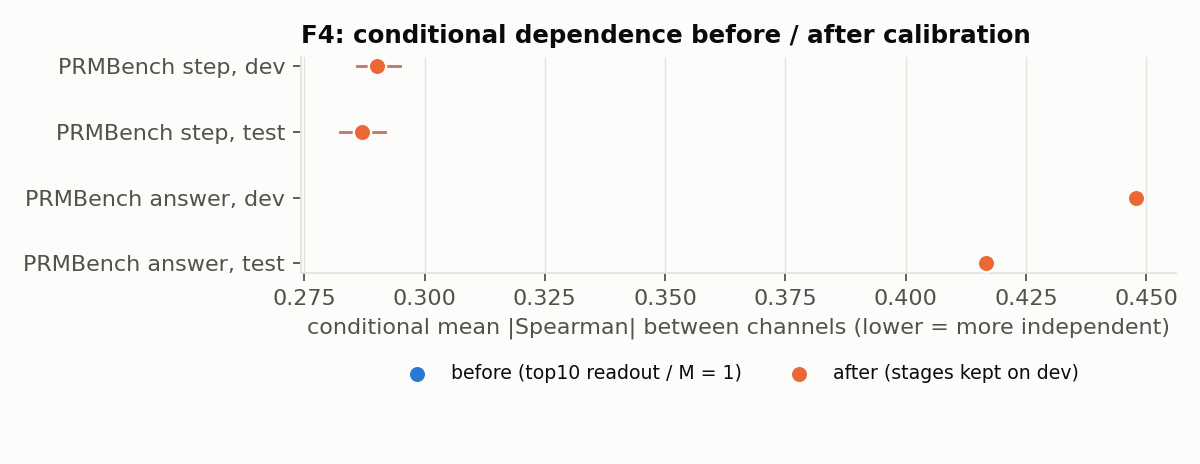 F4: conditional dependence before / after calibration
PRMBench step, dev
PRMBench step, test
PRMBench answer, dev
PRMBench answer, test
0.275 0.300 0.325 0.350 0.375 0.400 0.425 0.450
conditional mean |Spearman| between channels (lower = more independent)
before (top10 readout / M = 1) after (stages kept on dev)